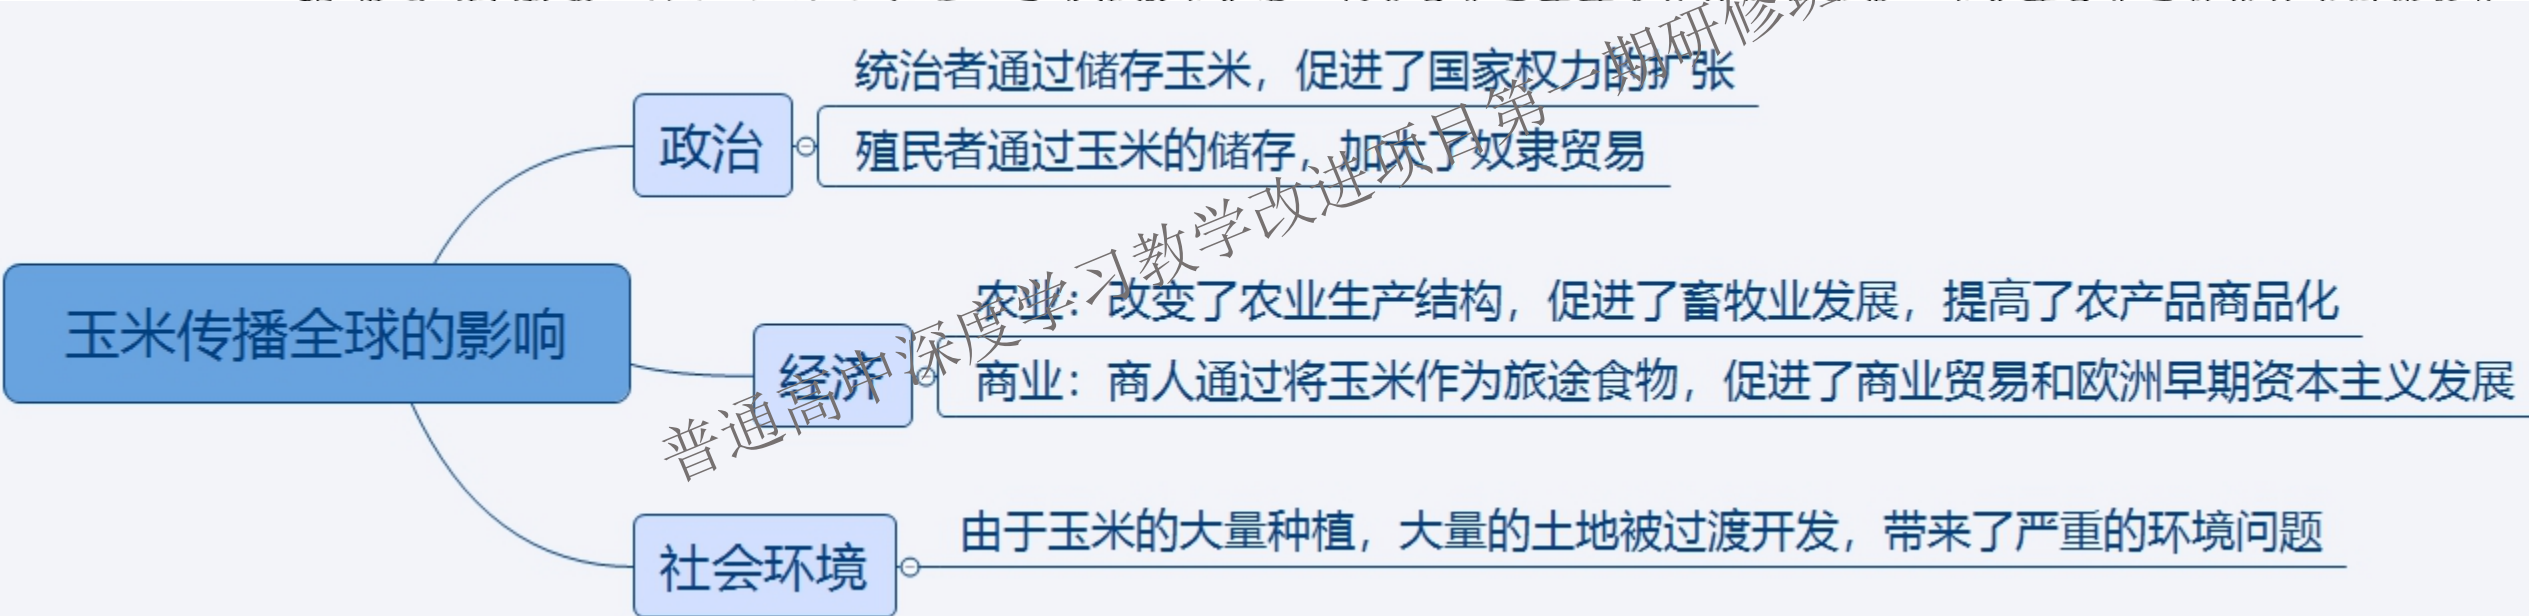 统治者通过储存玉米，促进了国家权力的扩张
政治
殖民者通过玉米的储存，加大了奴隶贸易
玉米传播全球的影响
农业：改变了农业生产结构，促进了畜牧业发展，提高了农产品商品化
经济
商业：商人通过将玉米作为旅途食物，促进了商业贸易和欧洲早期资本主义发展
社会环境
由于玉米的大量种植，大量的土地被过渡开发，带来了严重的环境问题
普通高中深度学习教学改进项目第一期研修班